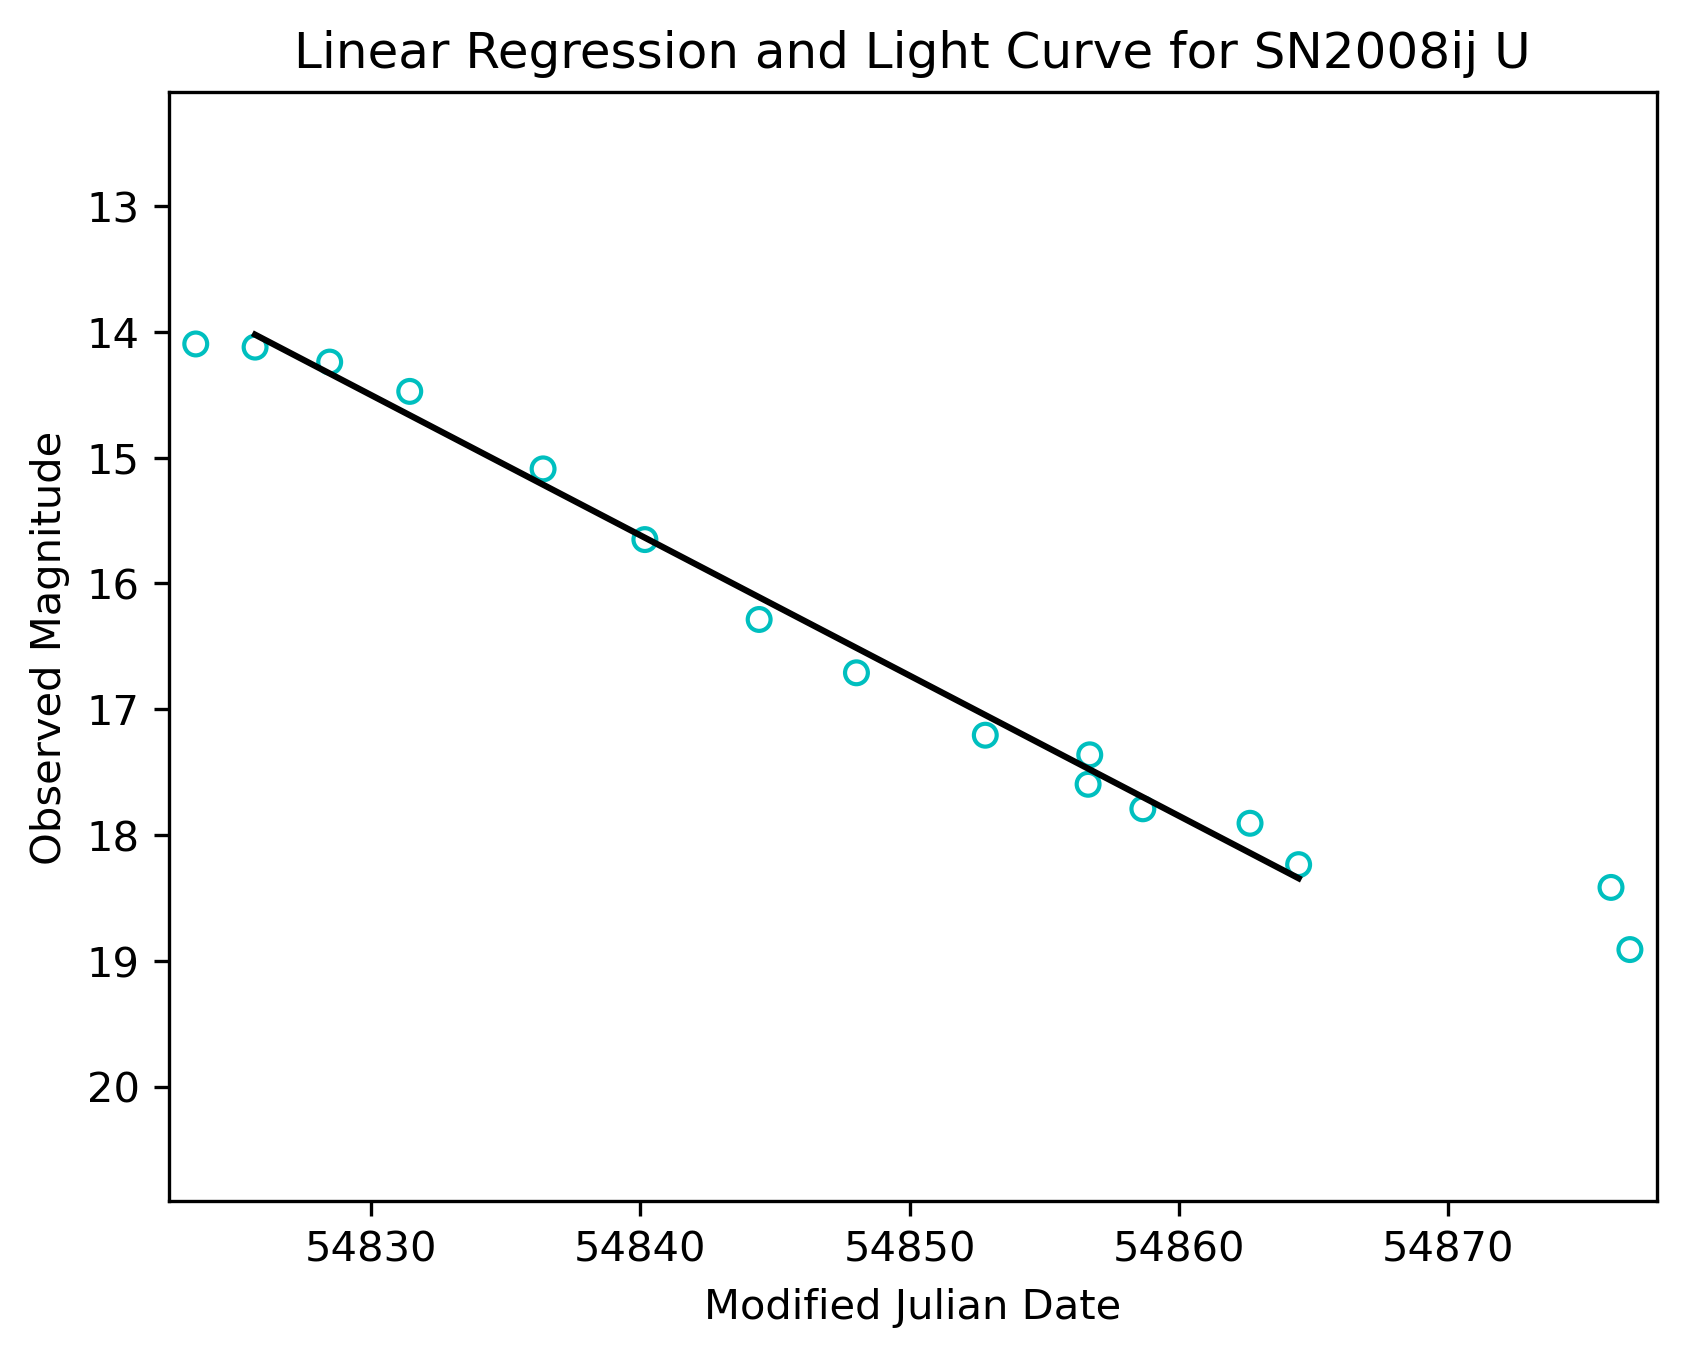 Linear Regression and Light Curve for SN2008ij U
13
14
15
16
17
18
19
20
Observed Magnitude
54830 54840 54850 54860 54870
Modified Julian Date